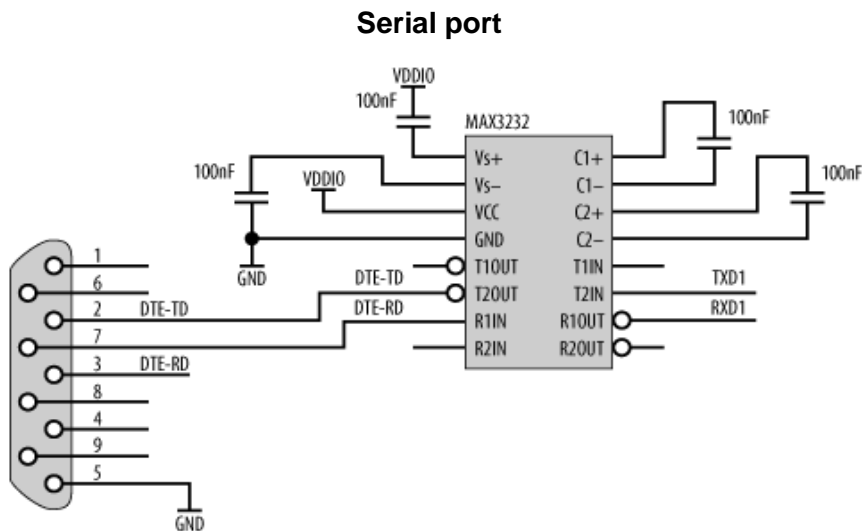 Serial port
VDDIO
100nF
MAX3232
100nF
100nF
100nF
VDDIO
Vs+
C1+
Vs−
C1−
VCC
C2+
GND
C2−
GND
T1OUT
T1IN
DTE-TD
T2OUT
T2IN
TXD1
DTE-RD
R1IN
R1OUT
RXD1
R2IN
R2OUT
1
6
2
DTE-TD
7
3
DTE-RD
8
4
9
5
GND